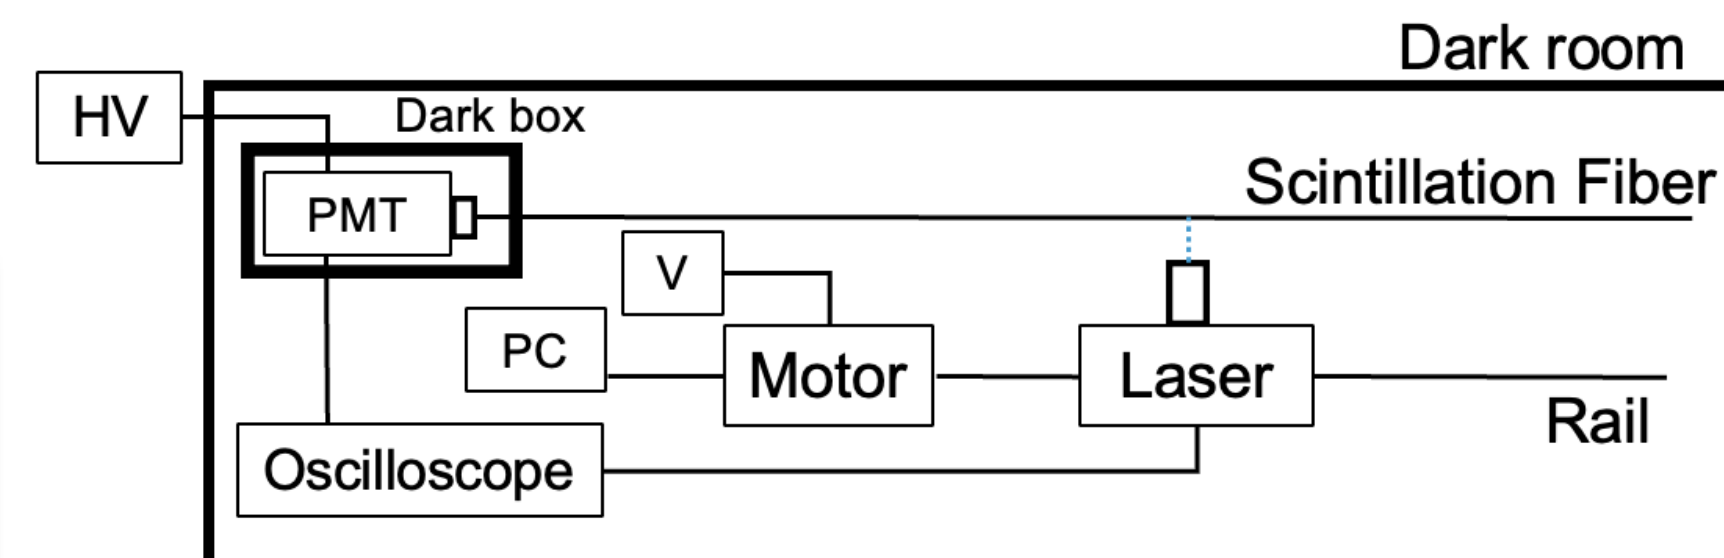 Dark room
HV
Dark box
Scintillation Fiber
PMT
V
PC
Motor
Laser
Rail
Oscilloscope